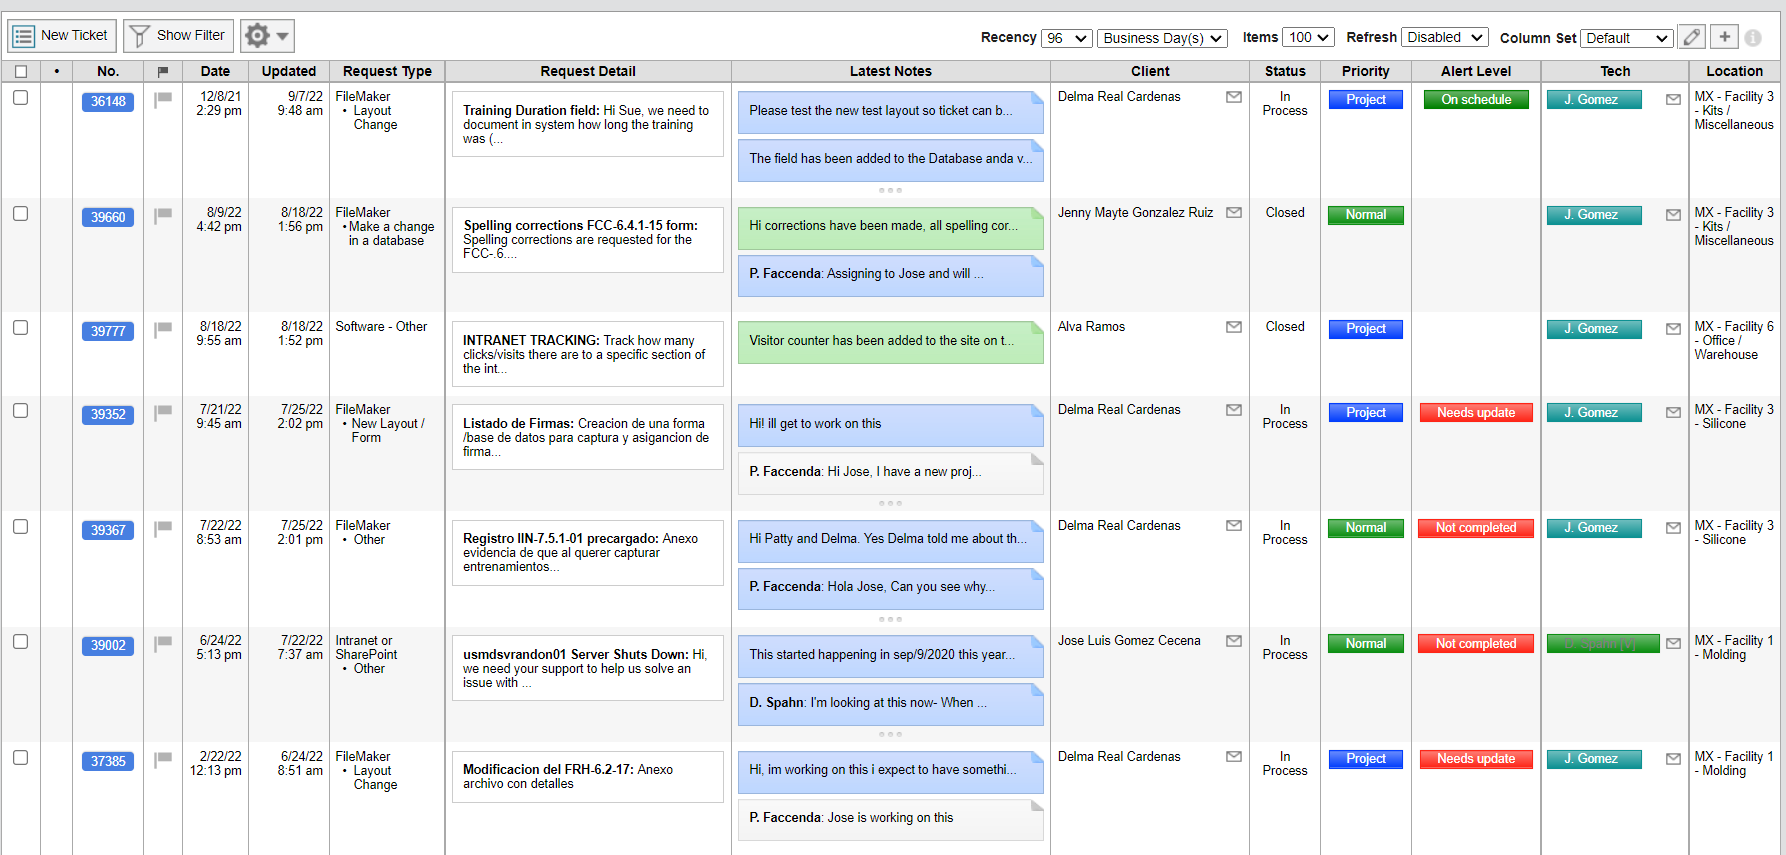 New Ticket Show Filter Recency 96 Business Day(s) Items 100 Refresh Disabled Column Set Default
No. Date Updated Request Type Request Detail Latest Notes Client Status Priority Alert Level Tech Location
36148
12/8/21
2:29 pm
9/7/22
9:48 am
FileMaker
• Layout
Change
Training Duration field: Hi Sue, we need to
document in system how long the training
was (...
Please test the new test layout so ticket can b...
The field has been added to the Database anda v...
Delma Real Cardenas
In
Process
Project
On schedule
J. Gomez
MX - Facility 3
- Kits /
Miscellaneous
39660
8/9/22
4:42 pm
8/18/22
1:56 pm
FileMaker
• Make a change
in a database
Spelling corrections FCC-6.4.1-15 form:
Spelling corrections are requested for the
FCC-.6....
Hi corrections have been made, all spelling cor...
P. Faccenda: Assigning to Jose and will ...
Jenny Mayte Gonzalez Ruiz
Closed
Normal
J. Gomez
MX - Facility 3
- Kits /
Miscellaneous
39777
8/18/22
9:55 am
8/18/22
1:52 pm
Software - Other
INTRANET TRACKING: Track how many
clicks/visits there are to a specific section of
the int...
Visitor counter has been added to the site on t...
Alva Ramos
Closed
Project
J. Gomez
MX - Facility 6
- Office /
Warehouse
39352
7/21/22
9:45 am
7/25/22
2:02 pm
FileMaker
• New Layout /
Form
Listado de Firmas: Creacion de una forma
/base de datos para captura y asigancion de
firma...
Hi! ill get to work on this
P. Faccenda: Hi Jose, I have a new proj...
Delma Real Cardenas
In
Process
Project
Needs update
J. Gomez
MX - Facility 3
- Silicone
39367
7/22/22
8:53 am
7/25/22
2:01 pm
FileMaker
• Other
Registro IIN-7.5.1-01 precargado: Anexo
evidencia de que al querer capturar
entrenamientos...
Hi Patty and Delma. Yes Delma told me about th...
P. Faccenda: Hola Jose, Can you see why...
Delma Real Cardenas
In
Process
Normal
Not completed
J. Gomez
MX - Facility 3
- Silicone
39002
6/24/22
5:13 pm
7/22/22
7:37 am
Intranet or
SharePoint
• Other
usmdsvrandon01 Server Shuts Down: Hi,
we need your support to help us solve an
issue with ...
This started happening in sep/9/2020 this year...
D. Spahn: I'm looking at this now- When ...
Jose Luis Gomez Cecena
In
Process
Normal
Not completed
D. Spahn [V]
MX - Facility 1
- Molding
37385
2/22/22
12:13 pm
6/24/22
8:51 am
FileMaker
• Layout
Change
Modificacion del FRH-6.2-17: Anexo
archivo con detalles
Hi, im working on this i expect to have somethi...
P. Faccenda: Jose is working on this
Delma Real Cardenas
In
Process
Project
Needs update
J. Gomez
MX - Facility 1
- Molding